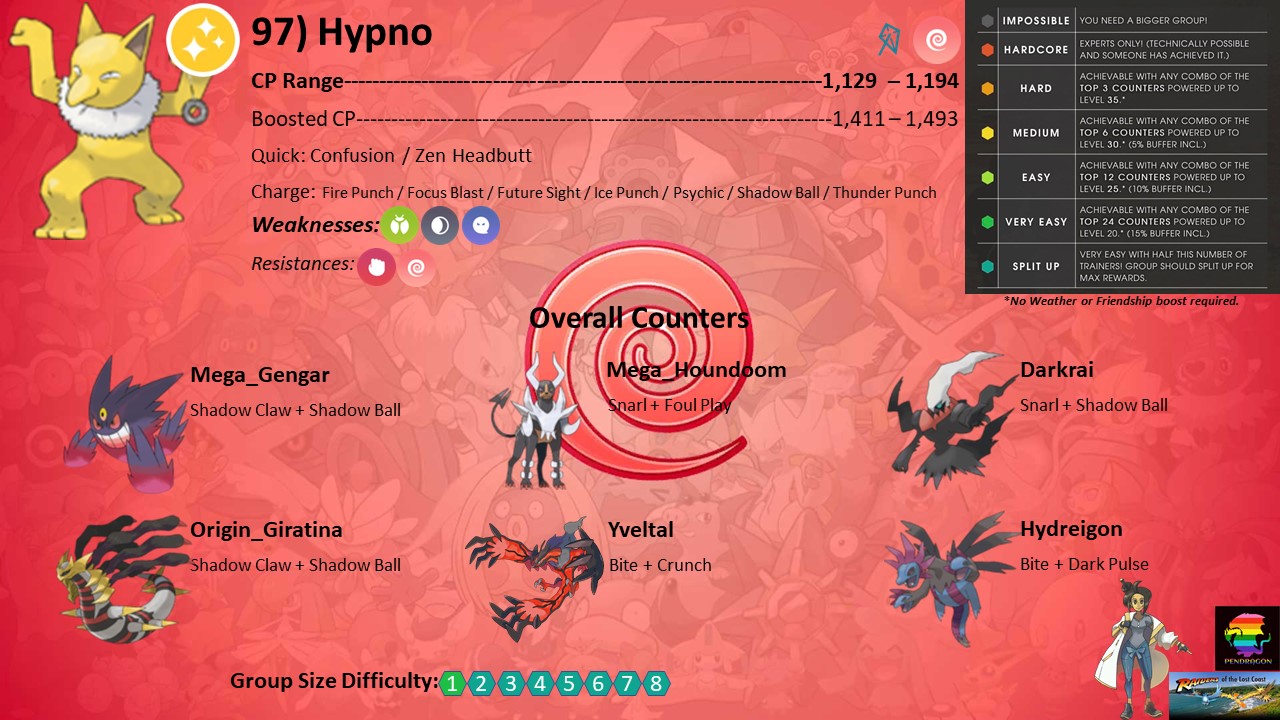 97) Hypno
CP Range--------------------------------------------------------------------1,129 – 1,194
Boosted CP--------------------------------------------------------------------1,411 – 1,493
Quick: Confusion / Zen Headbutt
Charge: Fire Punch / Focus Blast / Future Sight / Ice Punch / Psychic / Shadow Ball / Thunder Punch
Weaknesses:
Resistances:
IMPOSSIBLE YOU NEED A BIGGER GROUP!
HARDCORE EXPERTS ONLY! (TECHNICALLY POSSIBLE
AND SOMEONE HAS ACHIEVED IT.)
HARD ACHIEVABLE WITH ANY COMBO OF THE
TOP 3 COUNTERS POWERED UP TO
LEVEL 35.*
MEDIUM ACHIEVABLE WITH ANY COMBO OF THE
TOP 6 COUNTERS POWERED UP TO
LEVEL 30.* (5% BUFFER INCL.)
EASY ACHIEVABLE WITH ANY COMBO OF THE
TOP 12 COUNTERS POWERED UP TO
LEVEL 25.* (10% BUFFER INCL.)
VERY EASY ACHIEVABLE WITH ANY COMBO OF THE
TOP 24 COUNTERS POWERED UP TO
LEVEL 20.* (15% BUFFER INCL.)
SPLIT UP VERY EASY WITH HALF THIS NUMBER OF
TRAINERS! GROUP SHOULD SPLIT UP FOR
MAX REWARDS.
*No Weather or Friendship boost required.
Overall Counters
Mega_Gengar
Shadow Claw + Shadow Ball
Mega_Houndoom
Snarl + Foul Play
Darkrai
Snarl + Shadow Ball
Origin_Giratina
Shadow Claw + Shadow Ball
Yveltal
Bite + Crunch
Hydreigon
Bite + Dark Pulse
Group Size Difficulty: 1 2 3 4 5 6 7 8
PENDRAGON
RAIDERS of the Lost Coast